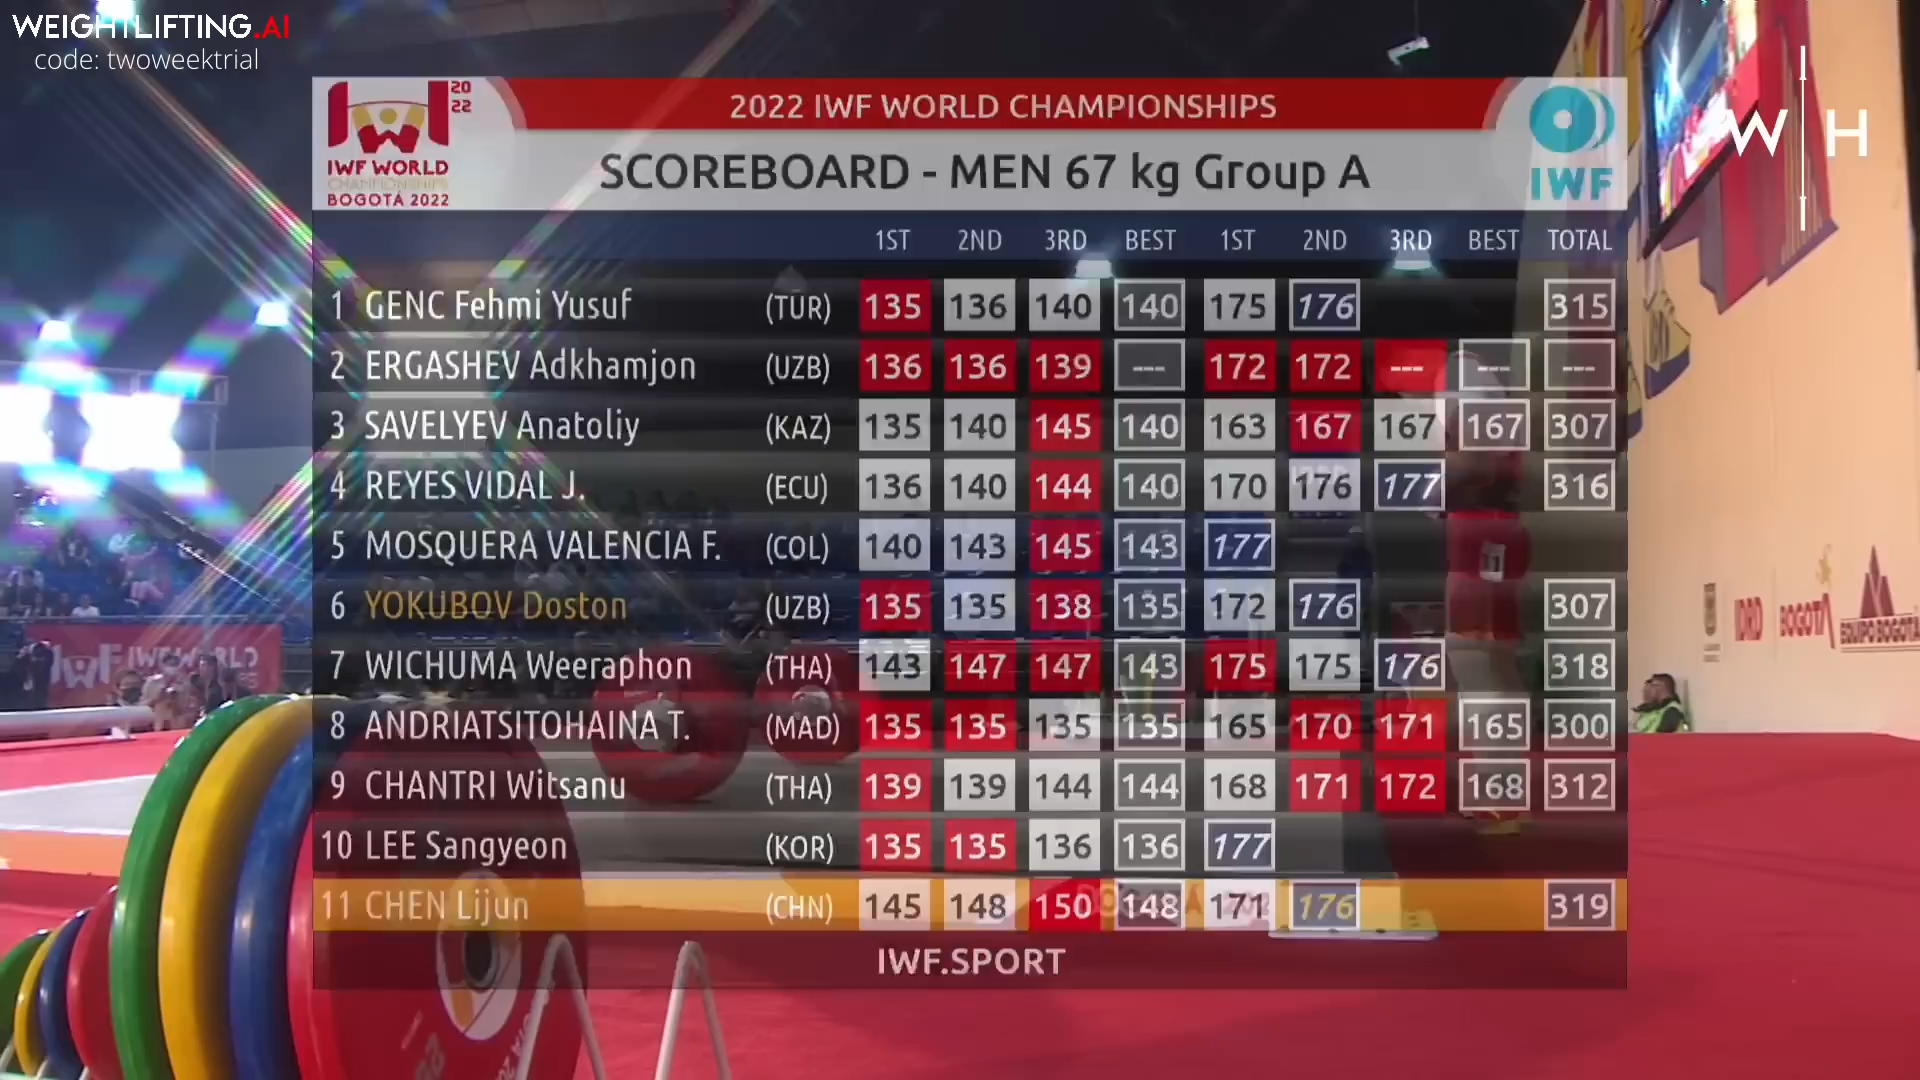 WEIGHTLIFTING.AI
code: twoweektrial
W H
2022
IWF WORLD
CHAMPIONSHIPS
BOGOTÁ 2022
2022 IWF WORLD CHAMPIONSHIPS
SCOREBOARD - MEN 67 kg Group A
IWF
1ST 2ND 3RD BEST 1ST 2ND 3RD BEST TOTAL
1 GENC Fehmi Yusuf (TUR) 135 136 140 140 175 176 315
2 ERGASHEV Adkhamjon (UZB) 136 136 139 --- 172 172 --- --- ---
3 SAVELYEV Anatoliy (KAZ) 135 140 145 140 163 167 167 167 307
4 REYES VIDAL J. (ECU) 136 140 144 140 170 176 177 316
5 MOSQUERA VALENCIA F. (COL) 140 143 145 143 177
6 YOKUBOV Doston (UZB) 135 135 138 135 172 176 307
7 WICHUMA Weeraphon (THA) 143 147 147 143 175 175 176 318
8 ANDRIATSITOHAINA T. (MAD) 135 135 135 135 165 170 171 165 300
9 CHANTRI Witsanu (THA) 139 139 144 144 168 171 172 168 312
10 LEE Sangyeon (KOR) 135 135 136 136 177
11 CHEN Lijun (CHN) 145 148 150 148 171 176 319
IWF.SPORT
IDRD
BOGOTÁ
EQUIPO BOGOTA
IWF WORLD